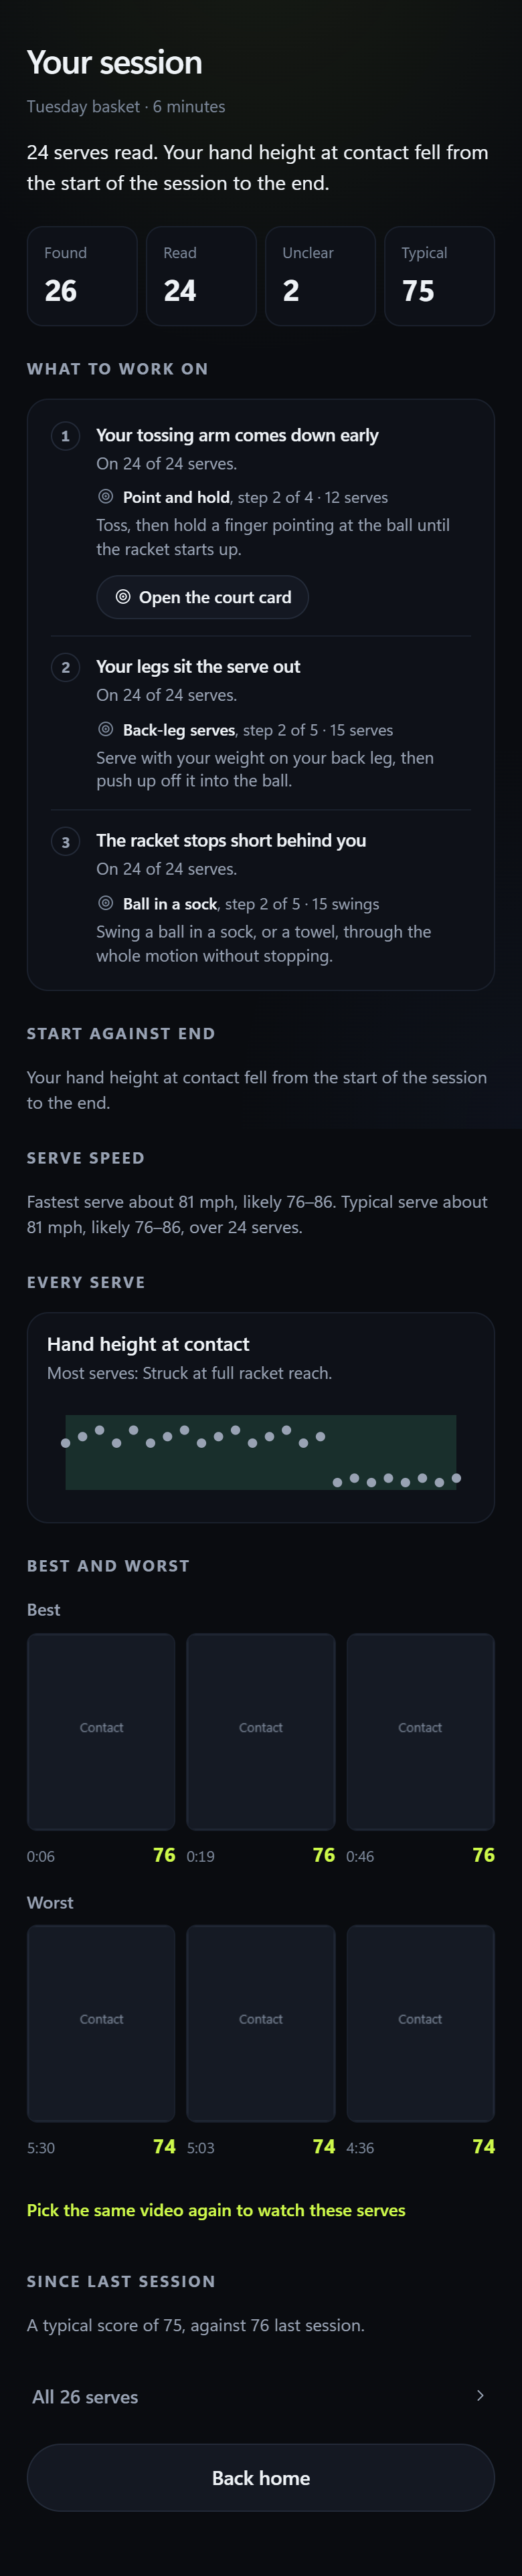 Your session
Tuesday basket · 6 minutes
24 serves read. Your hand height at contact fell from
the start of the session to the end.
Found
26
Read
24
Unclear
2
Typical
75
WHAT TO WORK ON
1
Your tossing arm comes down early
On 24 of 24 serves.
Point and hold, step 2 of 4 · 12 serves
Toss, then hold a finger pointing at the ball until
the racket starts up.
Open the court card
2
Your legs sit the serve out
On 24 of 24 serves.
Back-leg serves, step 2 of 5 · 15 serves
Serve with your weight on your back leg, then
push up off it into the ball.
3
The racket stops short behind you
On 24 of 24 serves.
Ball in a sock, step 2 of 5 · 15 swings
Swing a ball in a sock, or a towel, through the
whole motion without stopping.
START AGAINST END
Your hand height at contact fell from the start of the session
to the end.
SERVE SPEED
Fastest serve about 81 mph, likely 76–86. Typical serve about
81 mph, likely 76–86, over 24 serves.
EVERY SERVE
Hand height at contact
Most serves: Struck at full racket reach.
BEST AND WORST
Best
Contact
Contact
Contact
0:06 76 0:19 76 0:46 76
Worst
Contact
Contact
Contact
5:30 74 5:03 74 4:36 74
Pick the same video again to watch these serves
SINCE LAST SESSION
A typical score of 75, against 76 last session.
All 26 serves
Back home